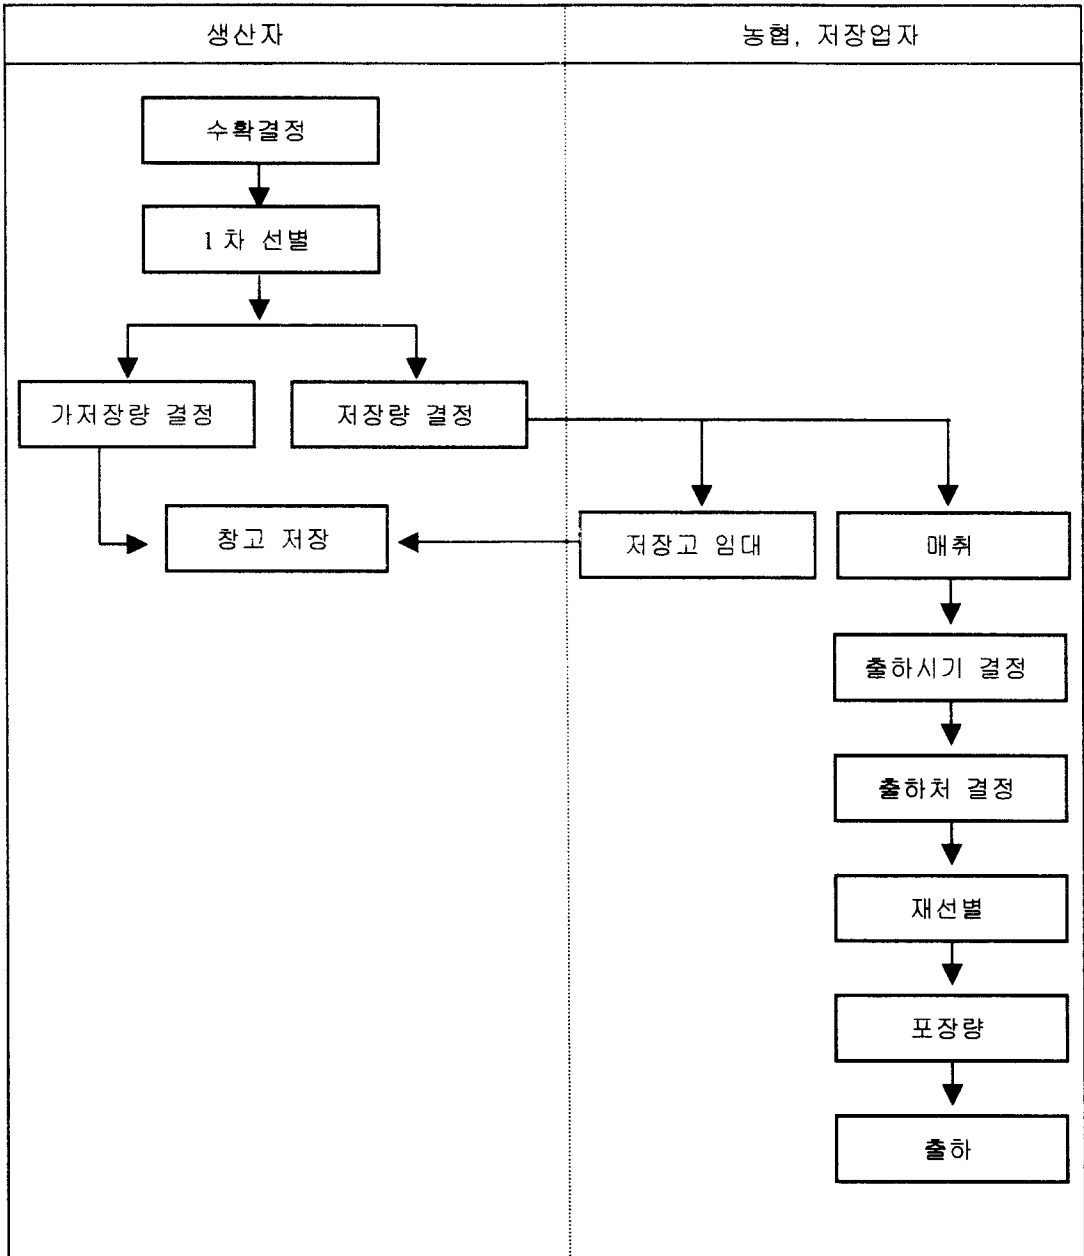 생산자
농협, 저장업자
수확결정
1차 선별
가저장량 결정
저장량 결정
창고 저장
저장고 임대
매취
출하시기 결정
출하처 결정
재선별
포장량
출하